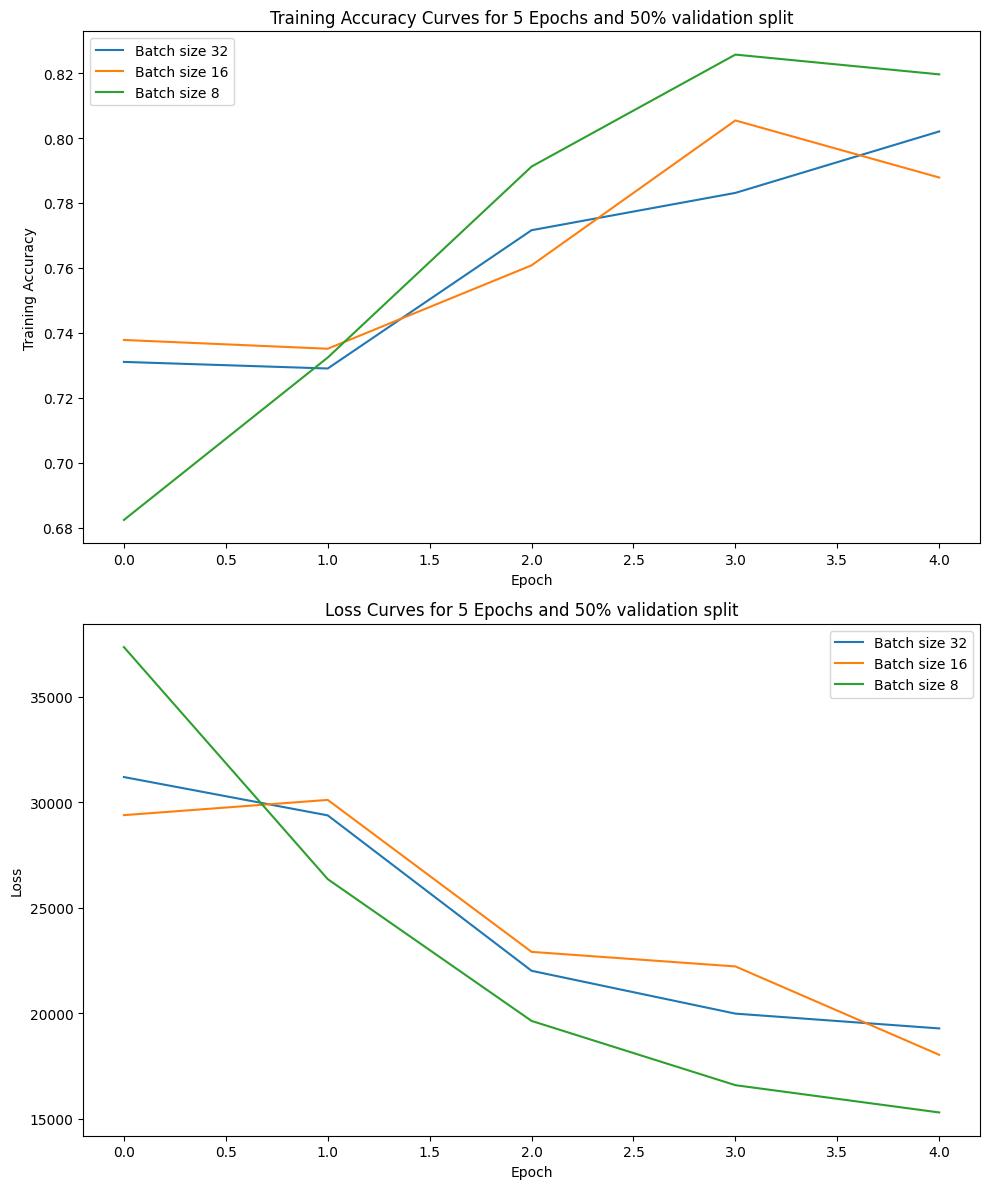 Training Accuracy Curves for 5 Epochs and 50% validation split
Batch size 32
Batch size 16
Batch size 8
Training Accuracy
0.82
0.80
0.78
0.76
0.74
0.72
0.70
0.68
0.0 0.5 1.0 1.5 2.0 2.5 3.0 3.5 4.0
Epoch
Loss Curves for 5 Epochs and 50% validation split
Batch size 32
Batch size 16
Batch size 8
Loss
35000
30000
25000
20000
15000
0.0 0.5 1.0 1.5 2.0 2.5 3.0 3.5 4.0
Epoch